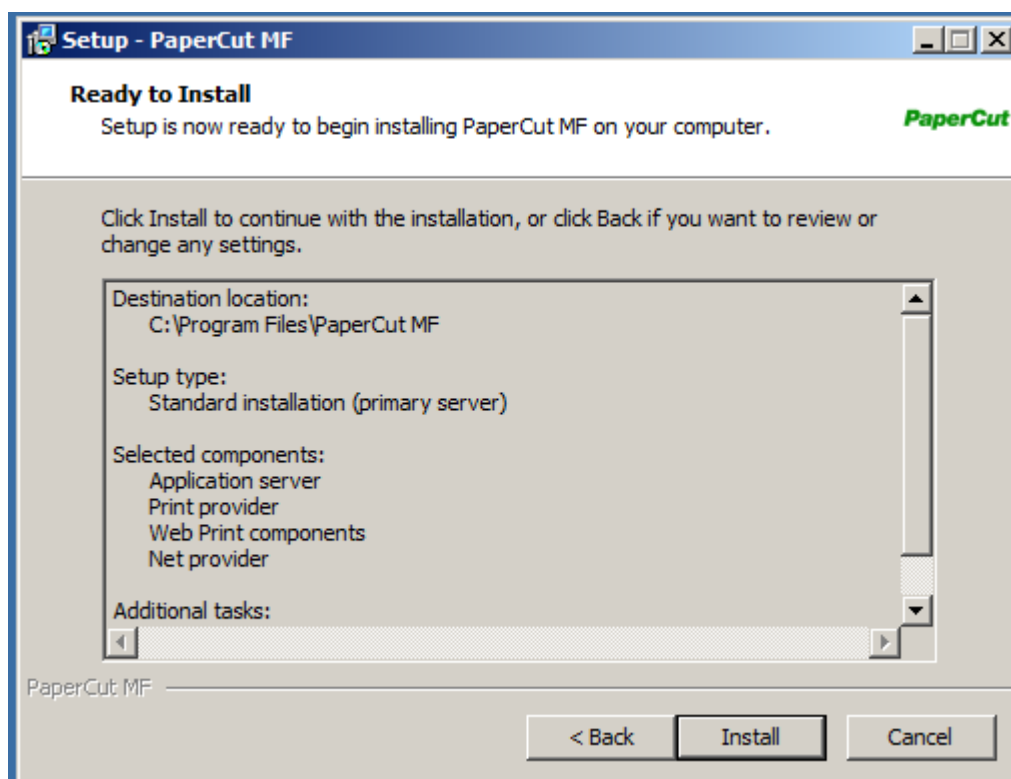 Setup - PaperCut MF
Ready to Install
Setup is now ready to begin installing PaperCut MF on your computer.
PaperCut
Click Install to continue with the installation, or click Back if you want to review or
change any settings.
Destination location:
C:\Program Files\PaperCut MF
Setup type:
Standard installation (primary server)
Selected components:
Application server
Print provider
Web Print components
Net provider
Additional tasks:
PaperCut MF
< Back
Install
Cancel